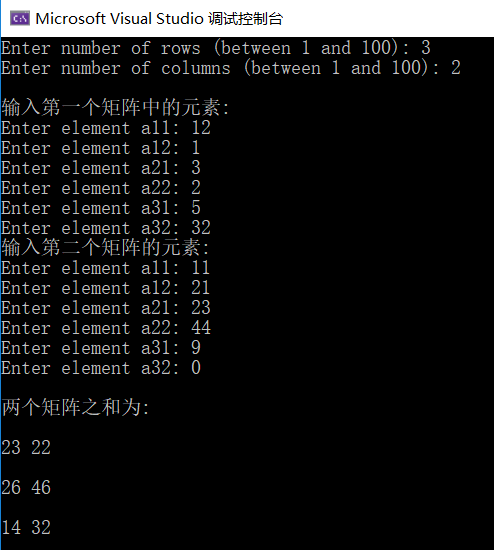 Microsoft Visual Studio 调试控制台
Enter number of rows (between 1 and 100): 3
Enter number of columns (between 1 and 100): 2
输入第一个矩阵中的元素:
Enter element a11: 12
Enter element a12: 1
Enter element a21: 3
Enter element a22: 2
Enter element a31: 5
Enter element a32: 32
输入第二个矩阵的元素:
Enter element a11: 11
Enter element a12: 21
Enter element a21: 23
Enter element a22: 44
Enter element a31: 9
Enter element a32: 0
两个矩阵之和为:
23 22
26 46
14 32